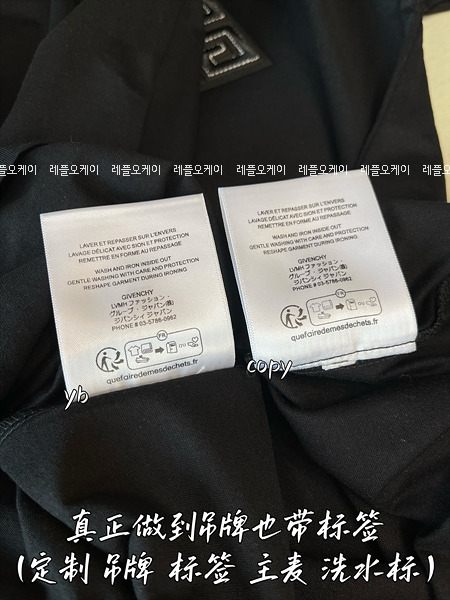 레플오케이 레플오케이 레플오케이 레플오케이 레플오케이 레플오케이 레플오케이
LAVER ET REPASSER SUR L'ENVERS
LAVAGE DÉLICAT AVEC SION ET PROTECTION
REMETTRE EN FORME AU REPASSAGE
WASH AND IRON INSIDE OUT
GENTLE WASHING WITH CARE AND PROTECTION
RESHAPE GARMENT DURING IRONING
GIVENCHY
LVMHファッション・
グループ・ジャパン(株)
ジバンシィ ジャパン
PHONE # 03-5786-0962
FR
OU
quefairedemesdechets.fr
yb
LAVER ET REPASSER SUR L'ENVERS
LAVAGE DÉLICAT AVEC SION ET PROTECTION
REMETTRE EN FORME AU REPASSAGE
WASH AND IRON INSIDE OUT
GENTLE WASHING WITH CARE AND PROTECTION
RESHAPE GARMENT DURING IRONING
GIVENCHY
LVMHファッション・
グループ・ジャパン(株)
ジバンシィ ジャパン
PHONE # 03-5786-0962
FR
OU
quefairedemesdechets.fr
copy
真正做到吊牌也带标签
(定制 吊牌 标签 主麦 洗水标)